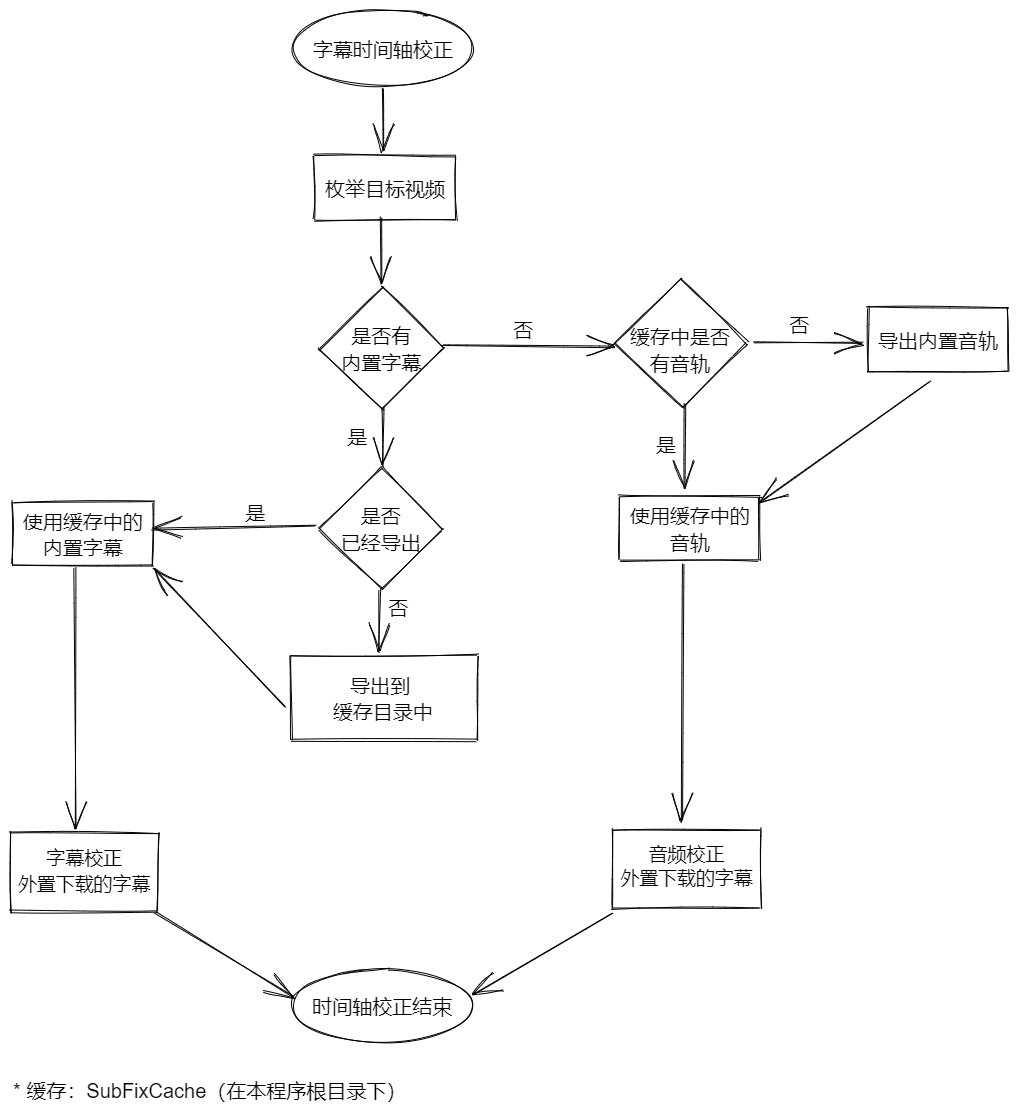 字幕时间轴校正
枚举目标视频
是否有
内置字幕
否
缓存中是否
有音轨
否
导出内置音轨
是
是
是否
已经导出
是
使用缓存中的
内置字幕
使用缓存中的
音轨
否
导出到
缓存目录中
字幕校正
外置下载的字幕
音频校正
外置下载的字幕
时间轴校正结束
* 缓存：SubFixCache（在本程序根目录下）